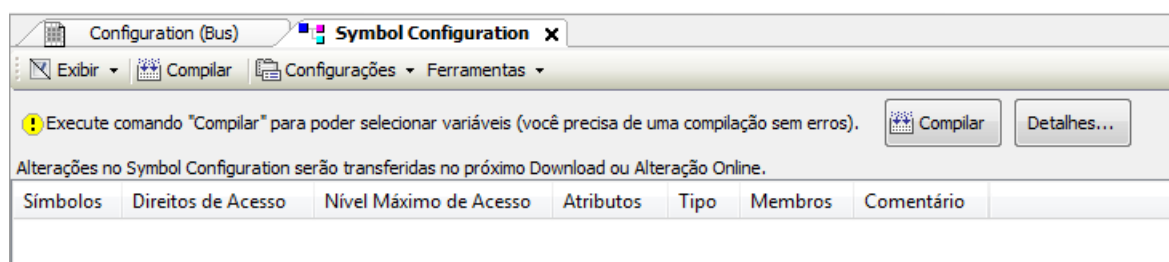 Configuration (Bus) Symbol Configuration x
Exibir Compilar Configurações Ferramentas
Execute comando "Compilar" para poder selecionar variáveis (você precisa de uma compilação sem erros). Compilar Detalhes...
Alterações no Symbol Configuration serão transferidas no próximo Download ou Alteração Online.
Símbolos Direitos de Acesso Nível Máximo de Acesso Atributos Tipo Membros Comentário